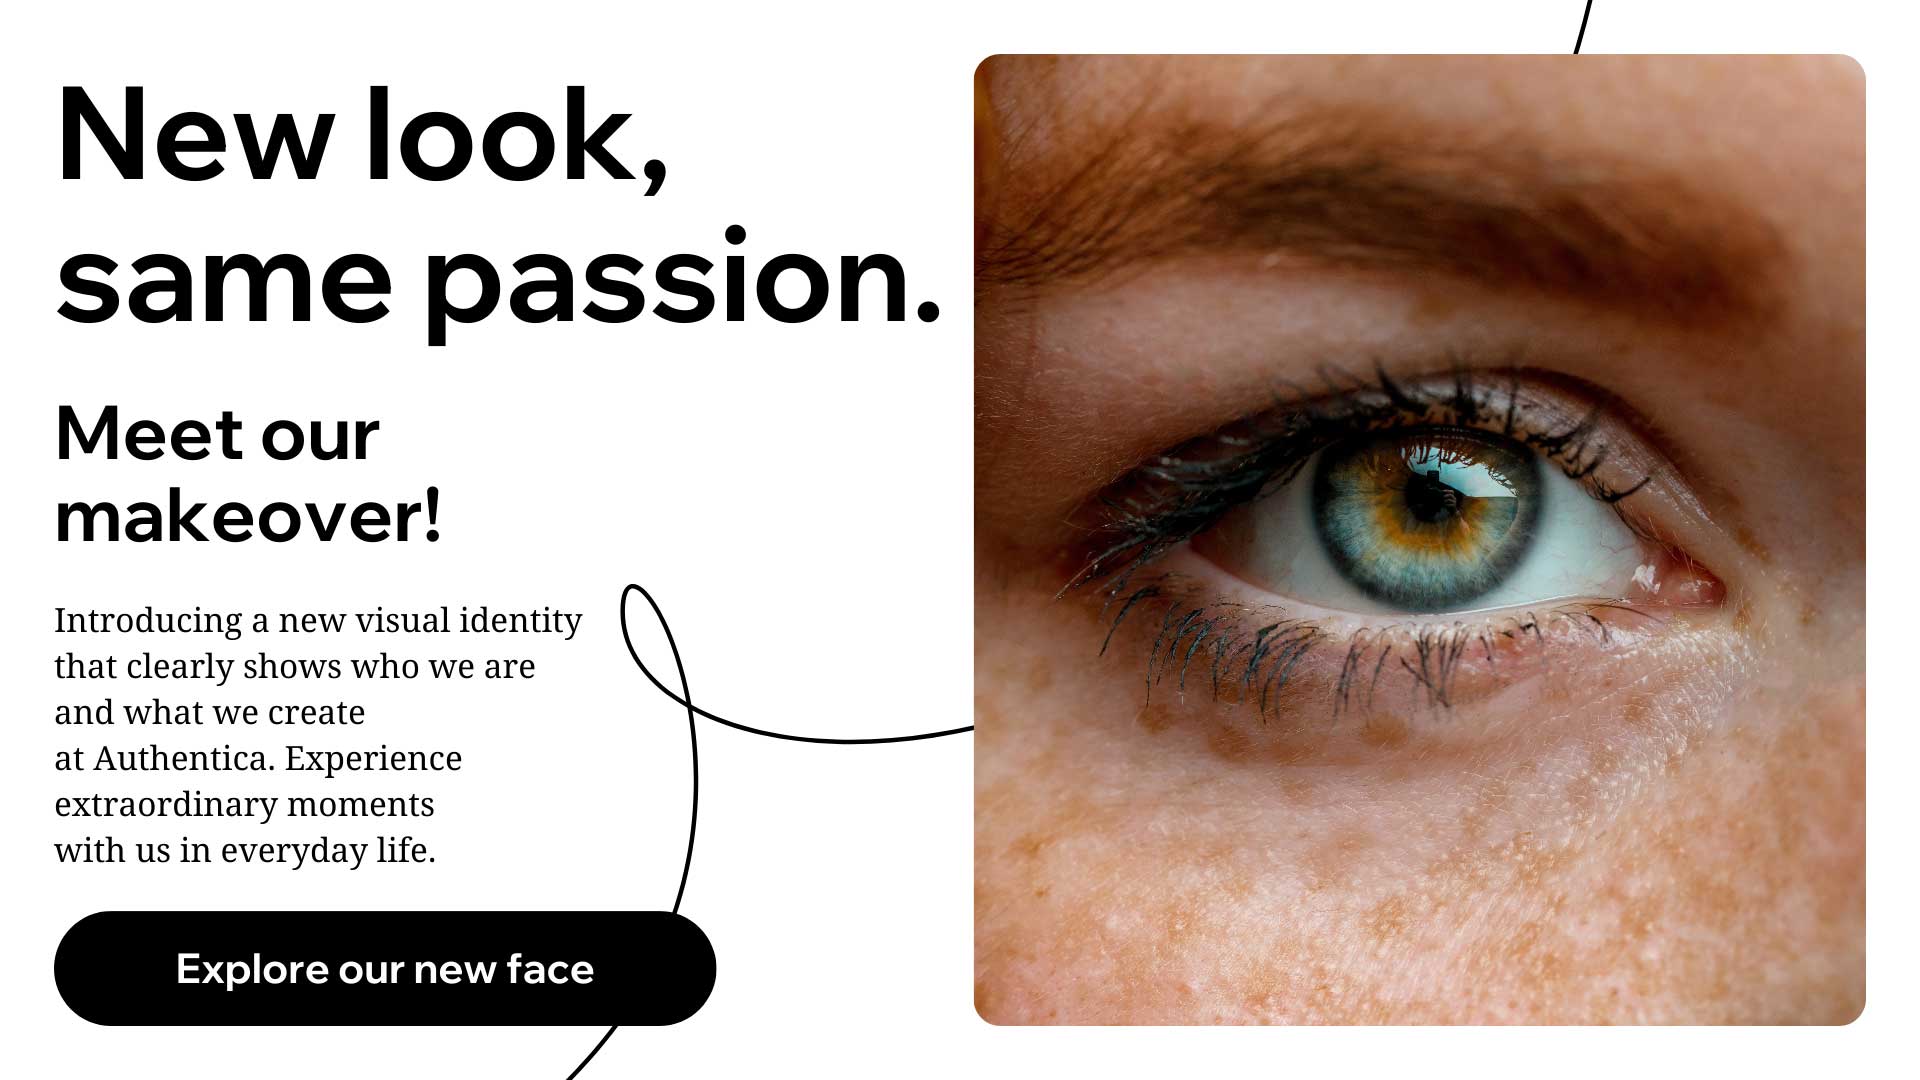 New look,
same passion.
Meet our
makeover!
Introducing a new visual identity
that clearly shows who we are
and what we create
at Authentica. Experience
extraordinary moments
with us in everyday life.
Explore our new face